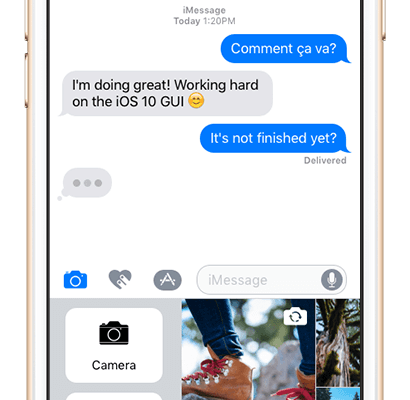 iMessage
Today 1:20PM
Comment ça va?
I'm doing great! Working hard
on the iOS 10 GUI 😊
It's not finished yet?
Delivered
iMessage
Camera